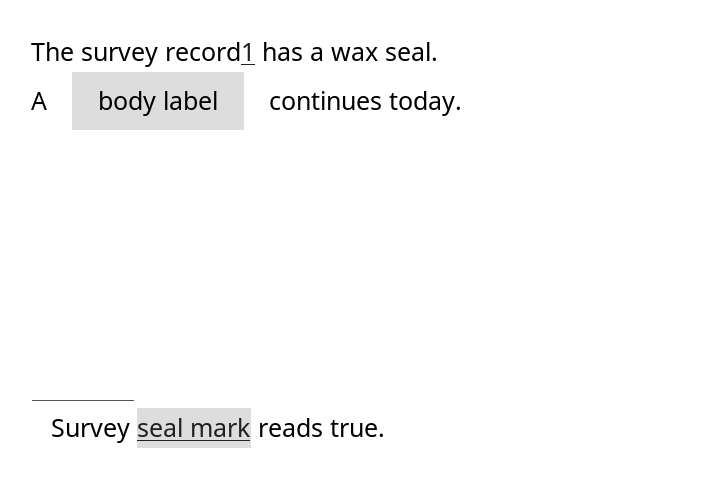 The survey record1 has a wax seal.
A body label continues today.
Survey seal mark reads true.